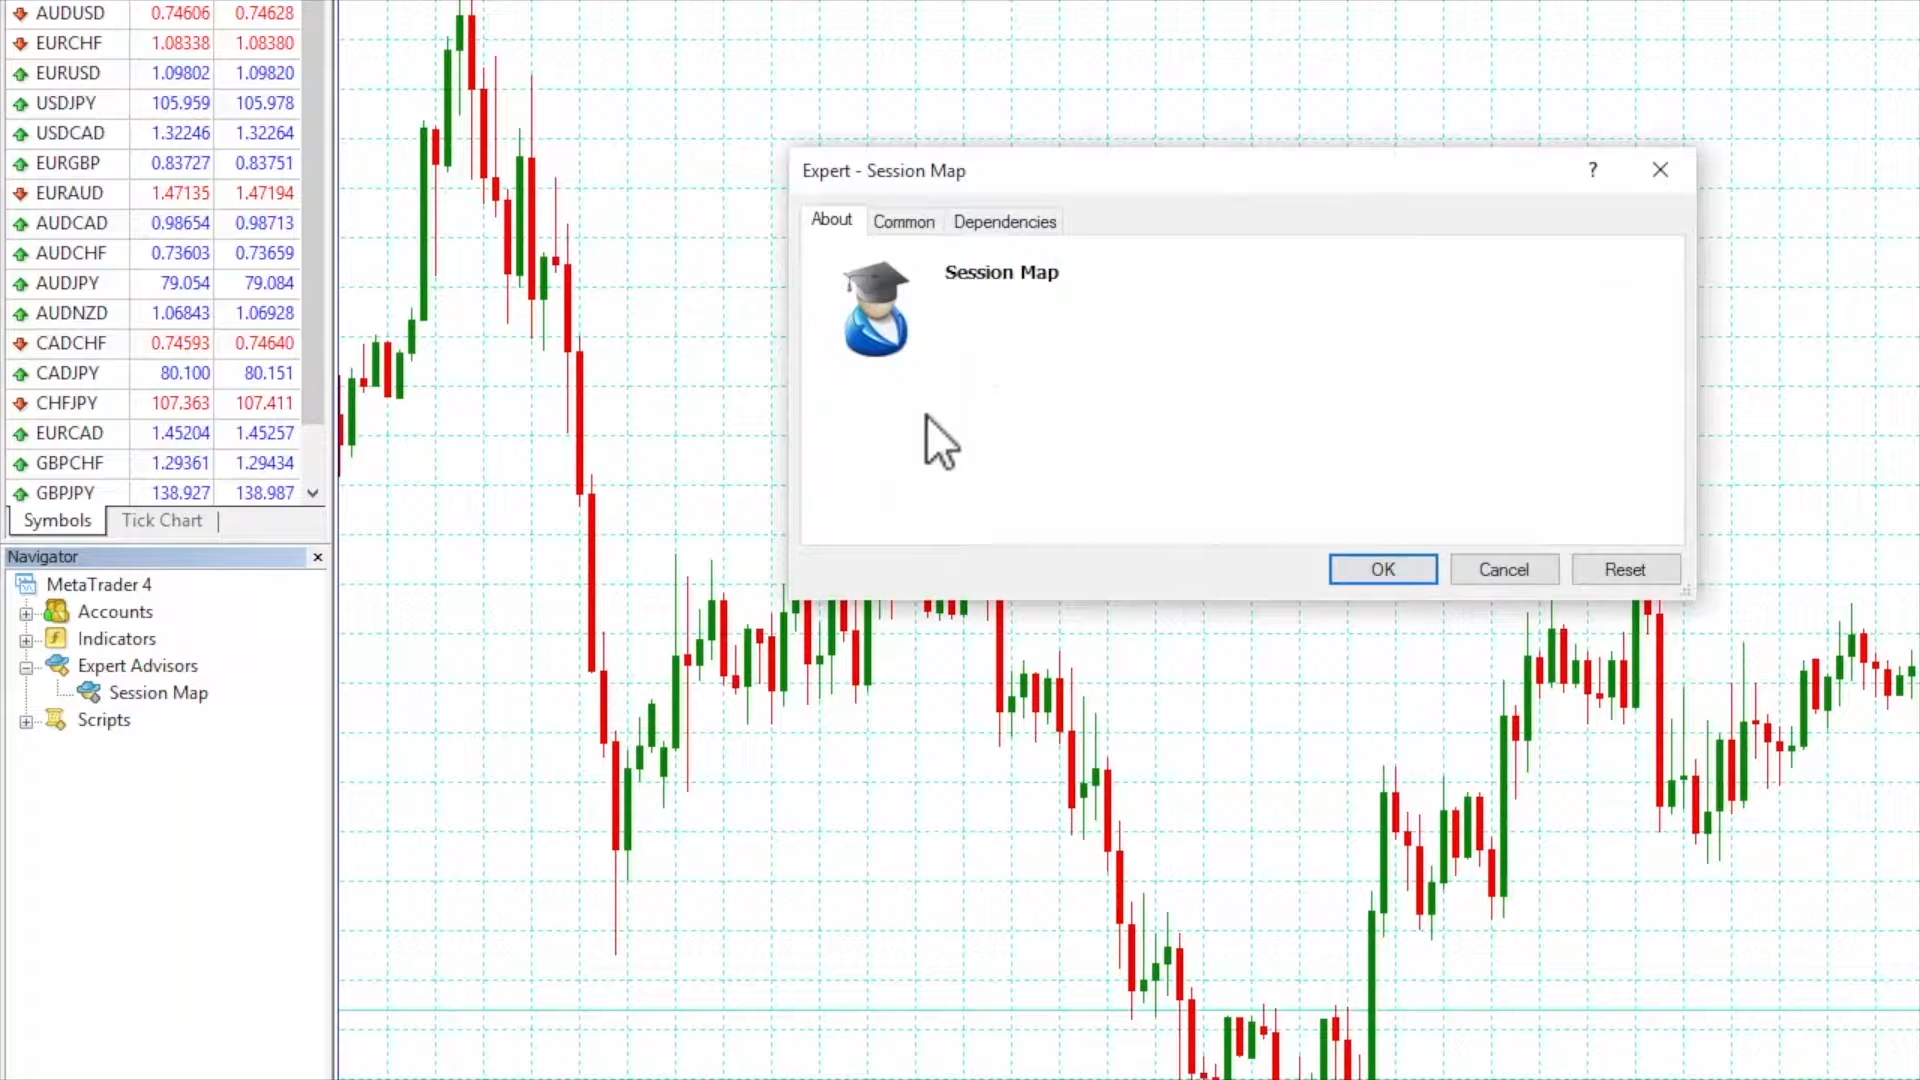 AUDUSD 0.74606 0.74628
EURCHF 1.08338 1.08380
EURUSD 1.09802 1.09820
USDJPY 105.959 105.978
USDCAD 1.32246 1.32264
EURGBP 0.83727 0.83751
EURAUD 1.47135 1.47194
AUDCAD 0.98654 0.98713
AUDCHF 0.73603 0.73659
AUDJPY 79.054 79.084
AUDNZD 1.06843 1.06928
CADCHF 0.74593 0.74640
CADJPY 80.100 80.151
CHFJPY 107.363 107.411
EURCAD 1.45204 1.45257
GBPCHF 1.29361 1.29434
GBPJPY 138.927 138.987
Symbols Tick Chart
Navigator
MetaTrader 4
Accounts
Indicators
Expert Advisors
Session Map
Scripts
Expert - Session Map
About Common Dependencies
Session Map
OK Cancel Reset